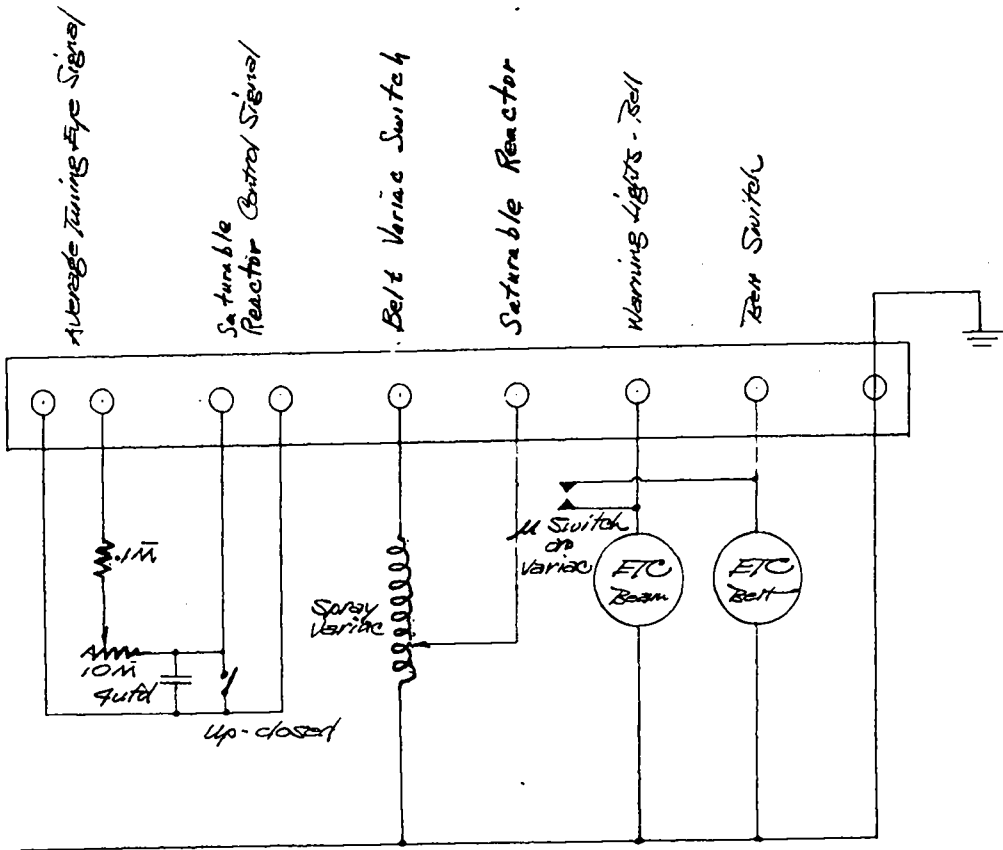 Average Tuning Eye Signal
Saturable
Reactor Control Signal
Belt Variac Switch
Saturable Reactor
Warning Lights - Bell
Belt Switch
.1M
10M
4ufd
up-closed
Spray
Variac
μ Switch
on
Variac
ETC
Beam
ETC
Belt